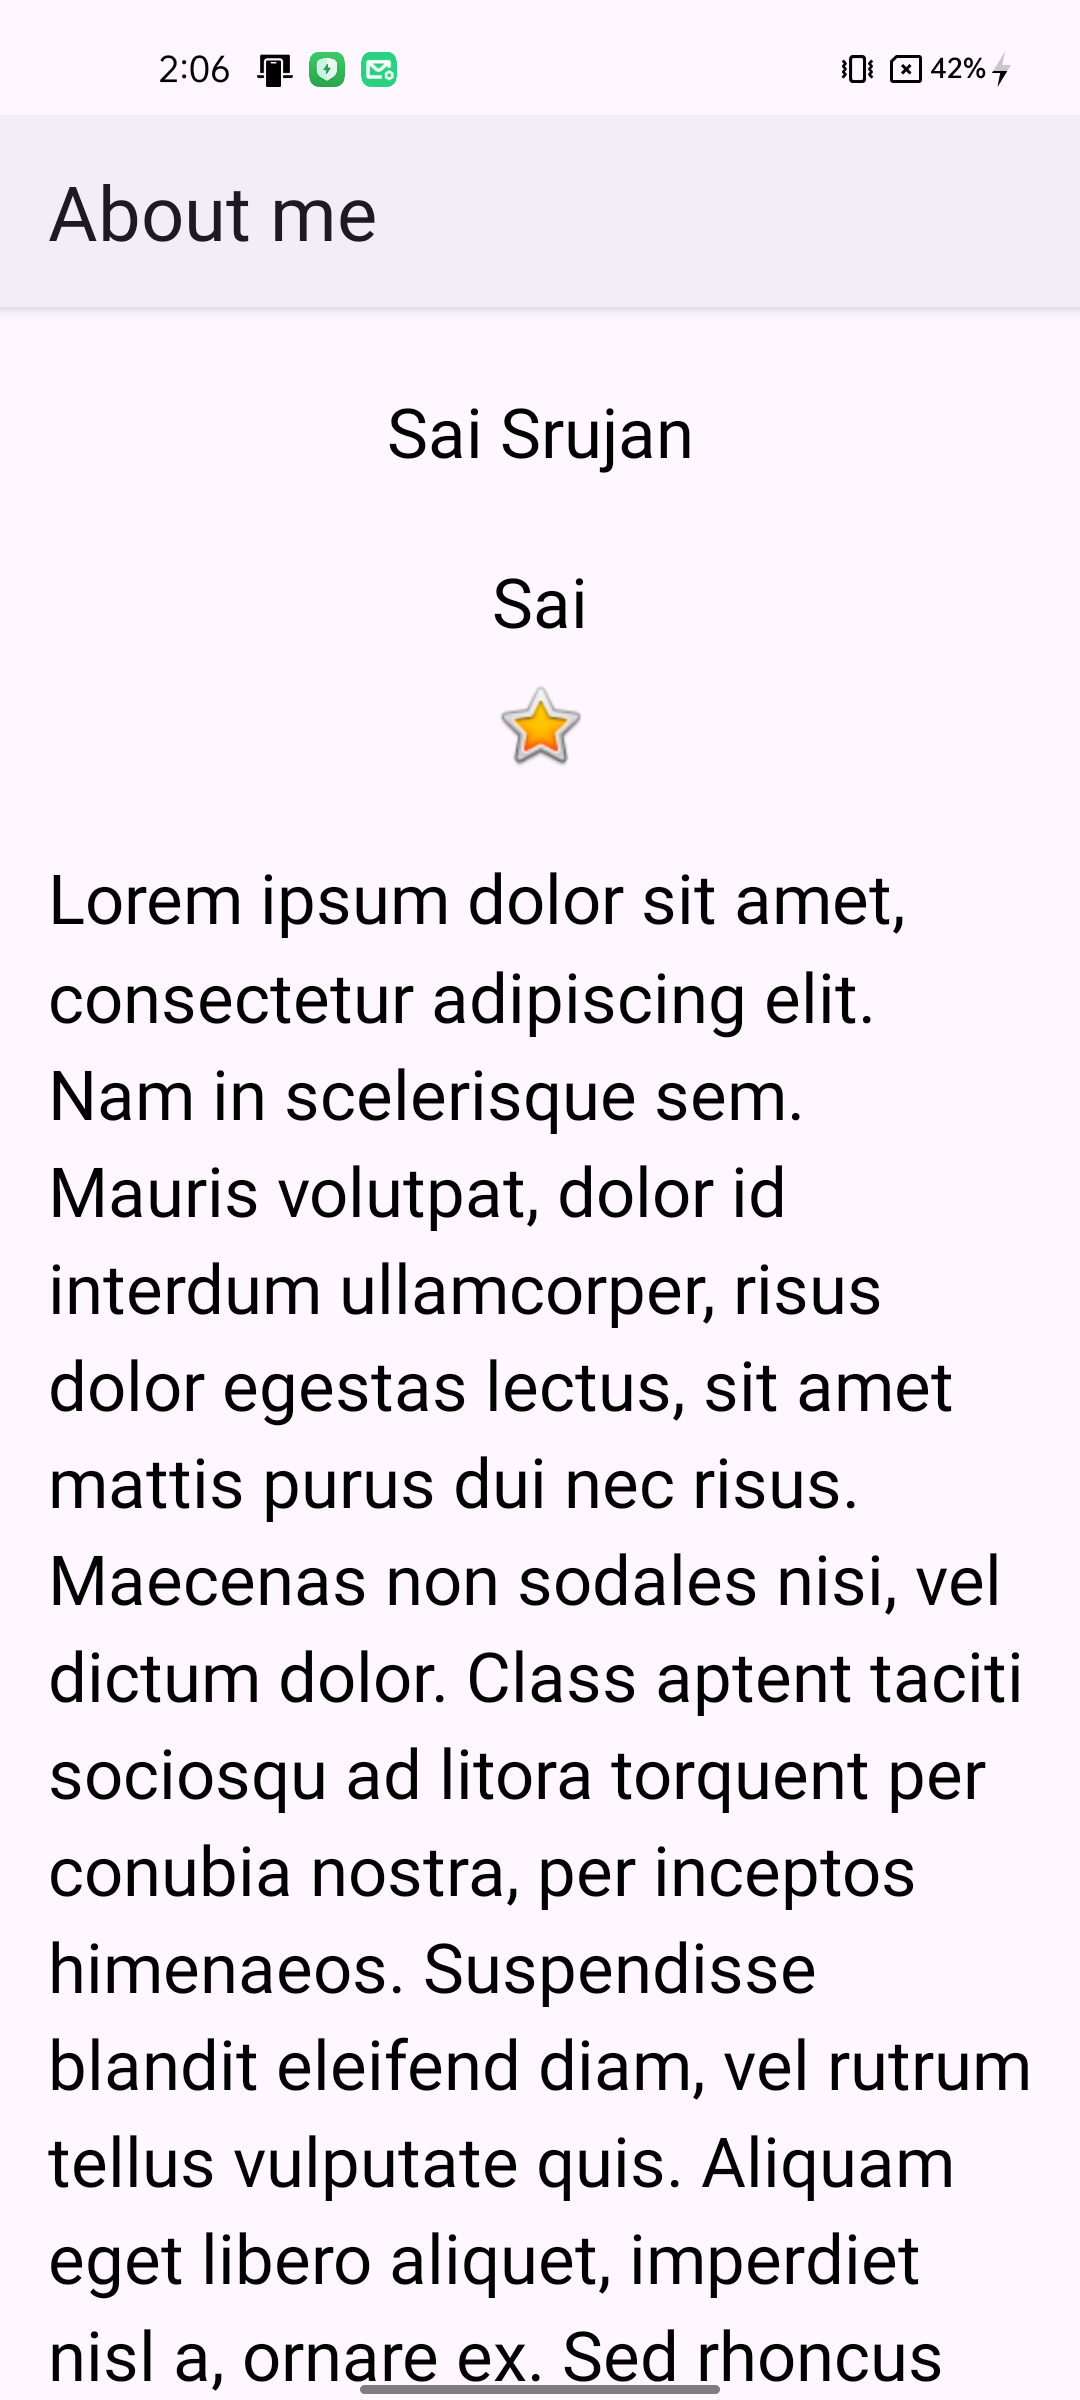 2:06
42%
About me
Sai Srujan
Sai
Lorem ipsum dolor sit amet,
consectetur adipiscing elit.
Nam in scelerisque sem.
Mauris volutpat, dolor id
interdum ullamcorper, risus
dolor egestas lectus, sit amet
mattis purus dui nec risus.
Maecenas non sodales nisi, vel
dictum dolor. Class aptent taciti
sociosqu ad litora torquent per
conubia nostra, per inceptos
himenaeos. Suspendisse
blandit eleifend diam, vel rutrum
tellus vulputate quis. Aliquam
eget libero aliquet, imperdiet
nisl a, ornare ex. Sed rhoncus